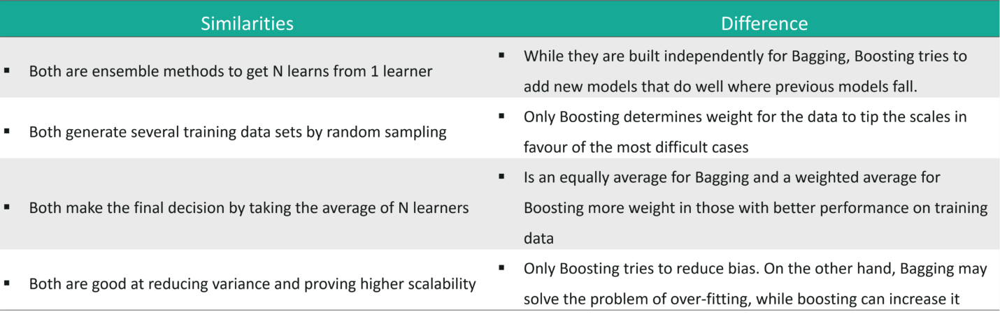 Similarities
Difference
▪ Both are ensemble methods to get N learns from 1 learner
▪ While they are built independently for Bagging, Boosting tries to
add new models that do well where previous models fall.
▪ Both generate several training data sets by random sampling
▪ Only Boosting determines weight for the data to tip the scales in
favour of the most difficult cases
▪ Both make the final decision by taking the average of N learners
▪ Is an equally average for Bagging and a weighted average for
Boosting more weight in those with better performance on training
data
▪ Both are good at reducing variance and proving higher scalability
▪ Only Boosting tries to reduce bias. On the other hand, Bagging may
solve the problem of over-fitting, while boosting can increase it